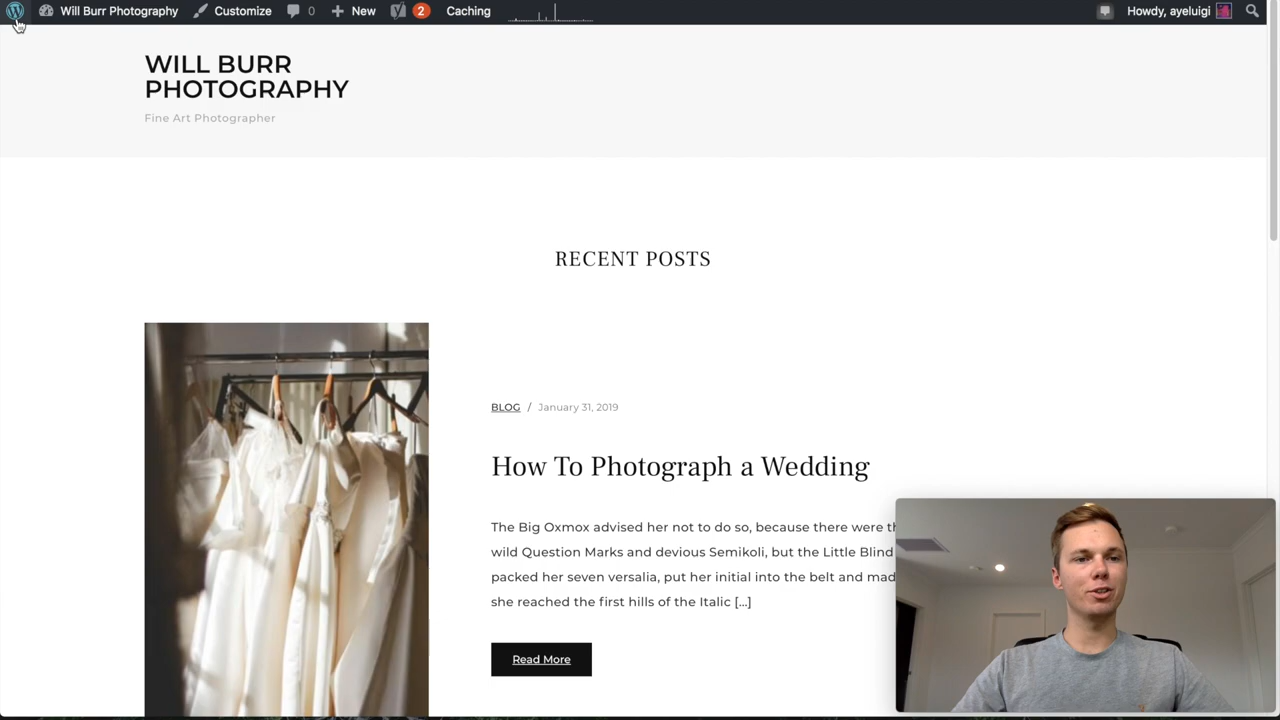 Will Burr Photography Customize 0 New 2 Caching Howdy, ayeluigi
WILL BURR
PHOTOGRAPHY
Fine Art Photographer
RECENT POSTS
BLOG / January 31, 2019
How To Photograph a Wedding
The Big Oxmox advised her not to do so, because there were
wild Question Marks and devious Semikoli, but the Little Blind
packed her seven versalia, put her initial into the belt and made
she reached the first hills of the Italic […]
Read More